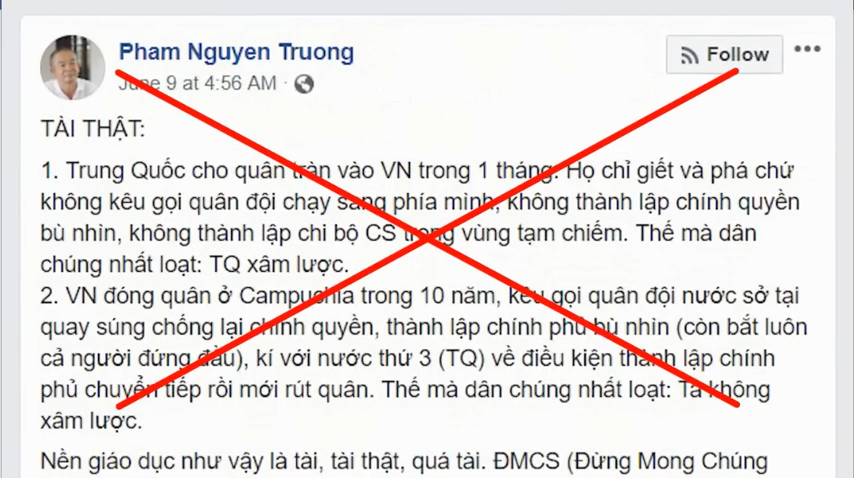 Pham Nguyen Truong
Follow
June 9 at 4:56 AM ·
TÀI THẬT:
1. Trung Quốc cho quân tràn vào VN trong 1 tháng. Họ chỉ giết và phá chứ
không kêu gọi quân đội chạy sang phía mình, không thành lập chính quyền
bù nhìn, không thành lập chi bộ CS trong vùng tạm chiếm. Thế mà dân
chúng nhất loạt: TQ xâm lược.
2. VN đóng quân ở Campuchia trong 10 năm, kêu gọi quân đội nước sở tại
quay súng chống lại chính quyền, thành lập chính phủ bù nhìn (còn bắt luôn
cả người đứng đầu), kí với nước thứ 3 (TQ) về điều kiện thành lập chính
phủ chuyển tiếp rồi mới rút quân. Thế mà dân chúng nhất loạt: Ta không
xâm lược.
Nền giáo dục như vậy là tài, tài thật, quá tài. ĐMCS (Đừng Mong Chúng